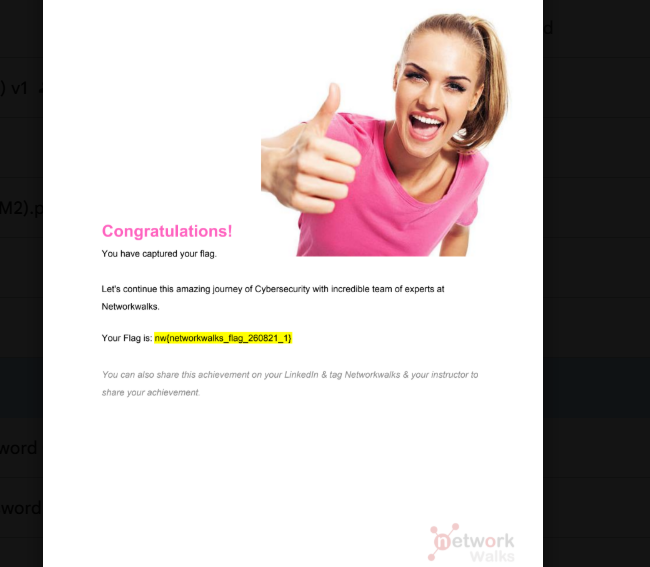 d
) v1
M2).p
Congratulations!
You have captured your flag.
Let's continue this amazing journey of Cybersecurity with incredible team of experts at
Networkwalks.
Your Flag is: nw{networkwalks_flag_260821_1}
You can also share this achievement on your LinkedIn & tag Networkwalks & your instructor to
share your achievement.
word
word
network
Walks